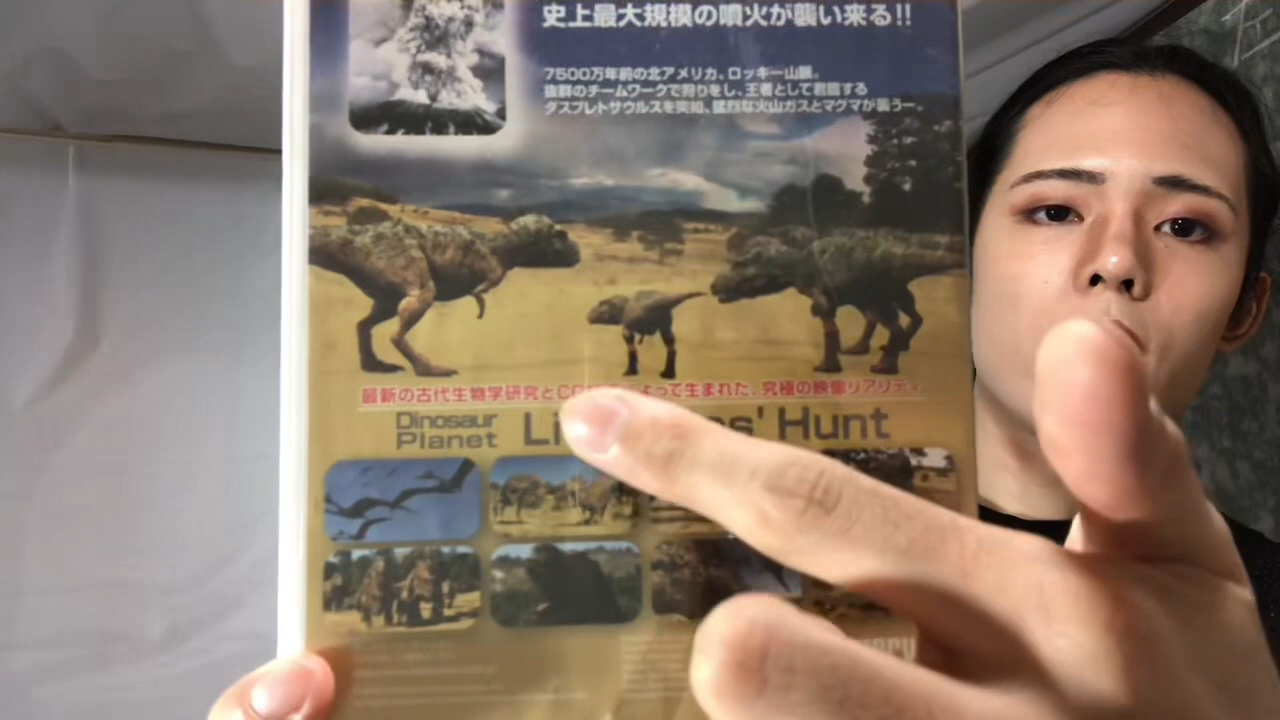 史上最大規模の噴火が襲い来る!!
7500万年前の北アメリカ、ロッキー山脈。
抜群のチームワークで狩りをし、王者として君臨する
ダスプレトサウルスを突如、猛烈な火山ガスとマグマが襲うー。
最新の古代生物学研究と よって生まれた、究極の映像リアリティ
Dinosaur
Planet
Hunt